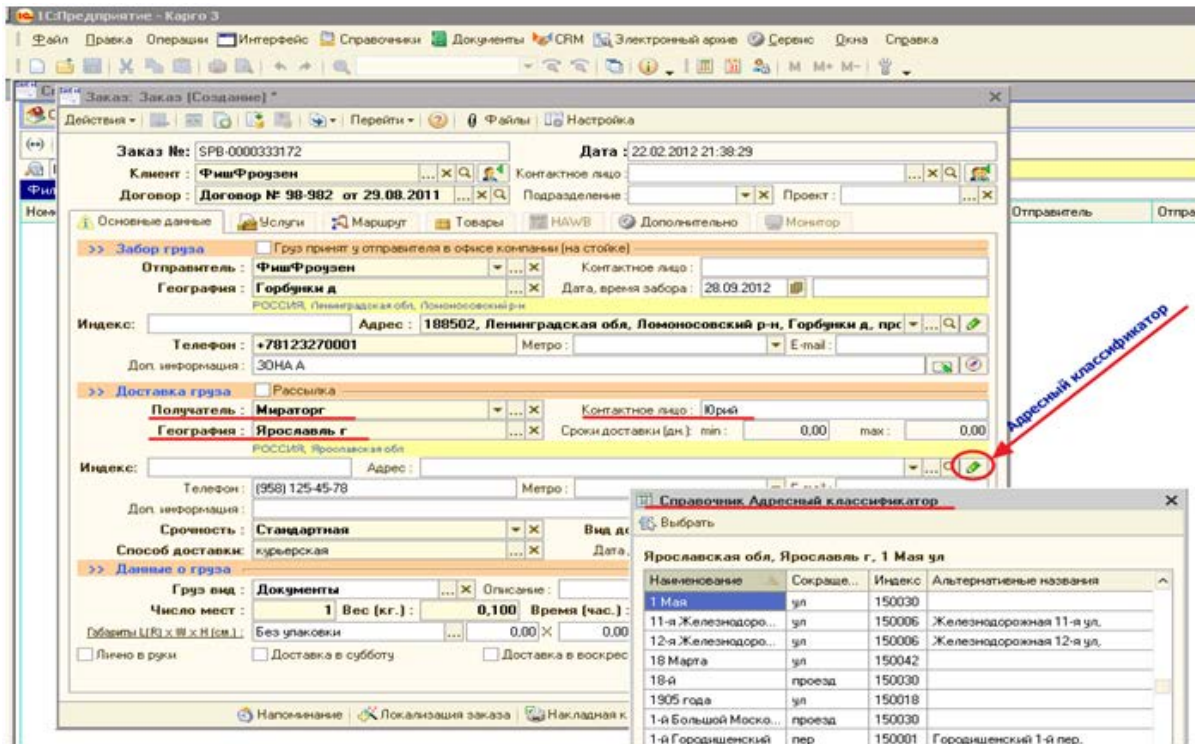 1С:Предприятие - Карго 3
Файл Правка Операции Интерфейс Справочники Документы CRM Электронный архив Сервис Окна Справка
M M+ M-
Заказ: Заказ (Создание) *
Действия Перейти Файлы Настройка
Заказ №: SPB-0000333172 Дата : 22.02.2012 21:38:29
Клиент : ФишФроузен Контактное лицо :
Договор : Договор № 98-982 от 29.08.2011 Подразделение : Проект :
Основные данные Услуги Маршрут Товары HAWB Дополнительно Монитор
Отправитель
>> Забор груза Груз принят у отправителя в офисе компании (на стойке)
Отправитель : ФишФроузен Контактное лицо :
География : Горбунки д Дата, время забора : 28.09.2012
РОССИЯ, Ленинградская обл, Ломоносовский р-н
Индекс: Адрес : 188502, Ленинградская обл, Ломоносовский р-н, Горбунки д, прс
Телефон : +78123270001 Метро : E-mail :
Доп. информация : ЗОНА А
>> Доставка груза Рассылка
Получатель : Мираторг Контактное лицо : Юрий
География : Ярославль г Сроки доставки (дн.): min : 0,00 max : 0,00
РОССИЯ, Ярославская обл
Индекс: Адрес :
Адресный классификатор
Телефон : (958) 125-45-78 Метро :
Доп. информация :
Срочность : Стандартная Вид до
Способ доставки: курьерская Дата,
>> Данные о грузе
Груз вид : Документы Описание :
Число мест : 1 Вес (кг.) : 0,100 Время (час.) :
Габариты L(R) x W x H (см.) : Без упаковки 0,00 X 0,00
Лично в руки Доставка в субботу Доставка в воскрес
Напоминание Локализация заказа Накладная к
Справочник Адресный классификатор
Выбрать
Ярославская обл, Ярославль г, 1 Мая ул
Наименование Сокраще... Индекс Альтернативные названия
1 Мая ул 150030
11-я Железнодоро... ул 150006 Железнодорожная 11-я ул,
12-я Железнодоро... ул 150006 Железнодорожная 12-я ул,
18 Марта ул 150042
18-й проезд 150030
1905 года ул 150018
1-й Большой Моско... проезд 150030
1-й Городищенский пер 150001 Городищенский 1-й пер,